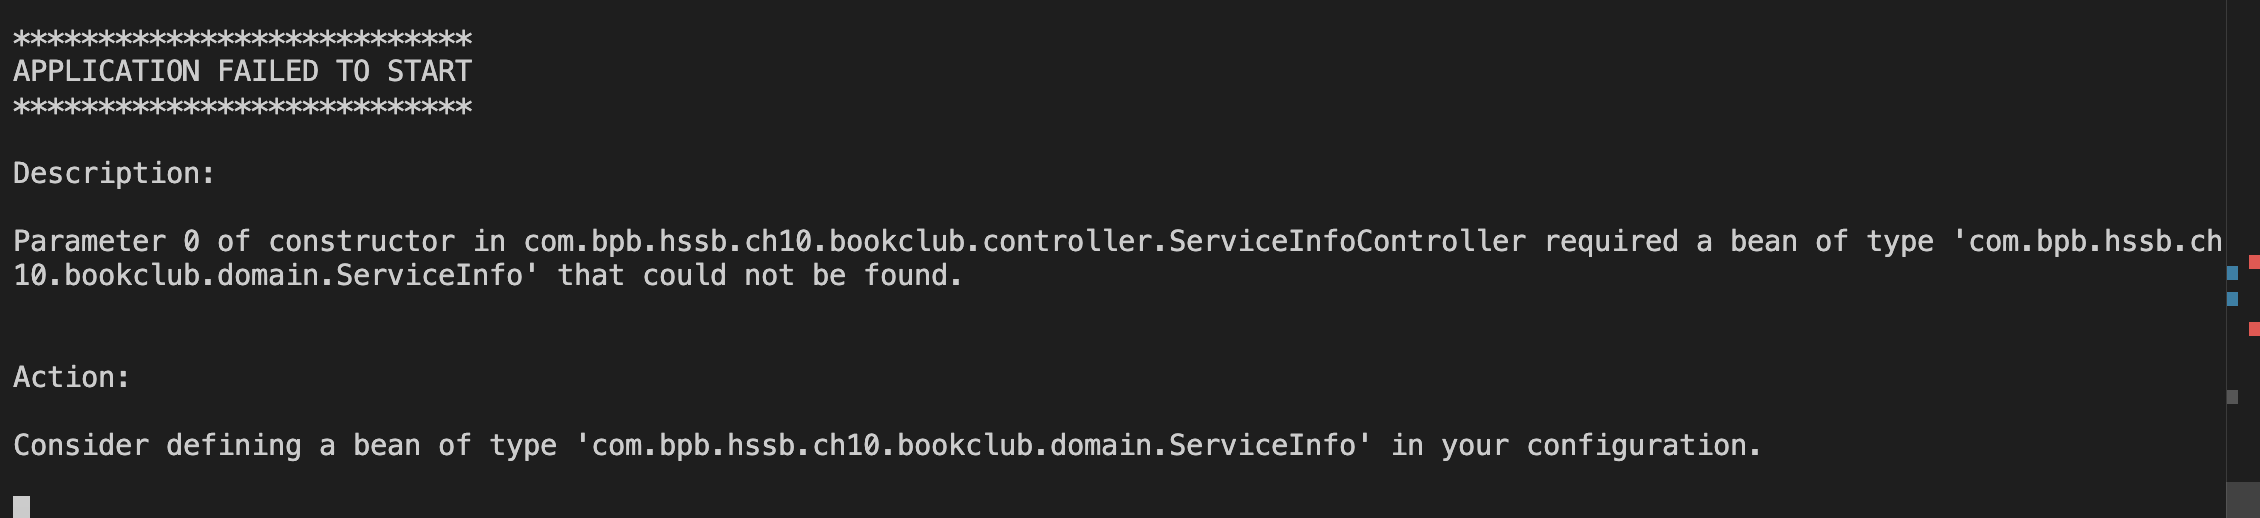 ***************************
APPLICATION FAILED TO START
***************************
Description:
Parameter 0 of constructor in com.bpb.hssb.ch10.bookclub.controller.ServiceInfoController required a bean of type 'com.bpb.hssb.ch
10.bookclub.domain.ServiceInfo' that could not be found.
Action:
Consider defining a bean of type 'com.bpb.hssb.ch10.bookclub.domain.ServiceInfo' in your configuration.